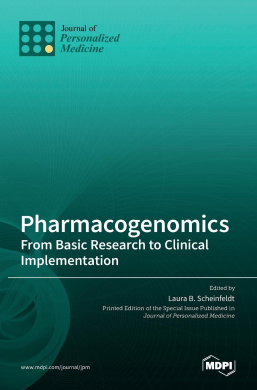 Journal of
Personalized
Medicine
Pharmacogenomics
From Basic Research to Clinical
Implementation
Edited by
Laura B. Scheinfeldt
Printed Edition of the Special Issue Published in
Journal of Personalized Medicine
www.mdpi.com/journal/jpm
MDPI